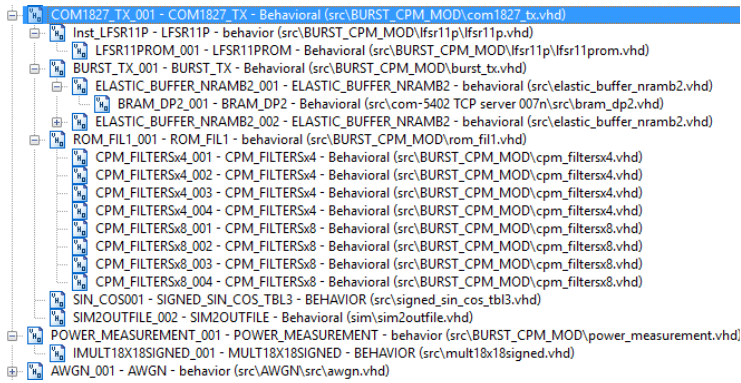 COM1827_TX_001 - COM1827_TX - Behavioral (src\BURST_CPM_MOD\com1827_tx.vhd)
Inst_LFSR11P - LFSR11P - behavior (src\BURST_CPM_MOD\lfsr11p\lfsr11p.vhd)
LFSR11PROM_001 - LFSR11PROM - Behavioral (src\BURST_CPM_MOD\lfsr11p\lfsr11prom.vhd)
BURST_TX_001 - BURST_TX - Behavioral (src\BURST_CPM_MOD\burst_tx.vhd)
ELASTIC_BUFFER_NRAMB2_001 - ELASTIC_BUFFER_NRAMB2 - behavioral (src\elastic_buffer_nramb2.vhd)
BRAM_DP2_001 - BRAM_DP2 - Behavioral (src\com-5402 TCP server 007n\src\bram_dp2.vhd)
ELASTIC_BUFFER_NRAMB2_002 - ELASTIC_BUFFER_NRAMB2 - behavioral (src\elastic_buffer_nramb2.vhd)
ROM_FIL1_001 - ROM_FIL1 - behavioral (src\BURST_CPM_MOD\rom_fil1.vhd)
CPM_FILTERSx4_001 - CPM_FILTERSx4 - Behavioral (src\BURST_CPM_MOD\cpm_filtersx4.vhd)
CPM_FILTERSx4_002 - CPM_FILTERSx4 - Behavioral (src\BURST_CPM_MOD\cpm_filtersx4.vhd)
CPM_FILTERSx4_003 - CPM_FILTERSx4 - Behavioral (src\BURST_CPM_MOD\cpm_filtersx4.vhd)
CPM_FILTERSx4_004 - CPM_FILTERSx4 - Behavioral (src\BURST_CPM_MOD\cpm_filtersx4.vhd)
CPM_FILTERSx8_001 - CPM_FILTERSx8 - Behavioral (src\BURST_CPM_MOD\cpm_filtersx8.vhd)
CPM_FILTERSx8_002 - CPM_FILTERSx8 - Behavioral (src\BURST_CPM_MOD\cpm_filtersx8.vhd)
CPM_FILTERSx8_003 - CPM_FILTERSx8 - Behavioral (src\BURST_CPM_MOD\cpm_filtersx8.vhd)
CPM_FILTERSx8_004 - CPM_FILTERSx8 - Behavioral (src\BURST_CPM_MOD\cpm_filtersx8.vhd)
SIN_COS001 - SIGNED_SIN_COS_TBL3 - BEHAVIOR (src\signed_sin_cos_tbl3.vhd)
SIM2OUTFILE_002 - SIM2OUTFILE - Behavioral (sim\sim2outfile.vhd)
POWER_MEASUREMENT_001 - POWER_MEASUREMENT - behavior (src\BURST_CPM_MOD\power_measurement.vhd)
IMULT18X18SIGNED_001 - MULT18X18SIGNED - BEHAVIOR (src\mult18x18signed.vhd)
AWGN_001 - AWGN - behavior (src\AWGN\src\awgn.vhd)